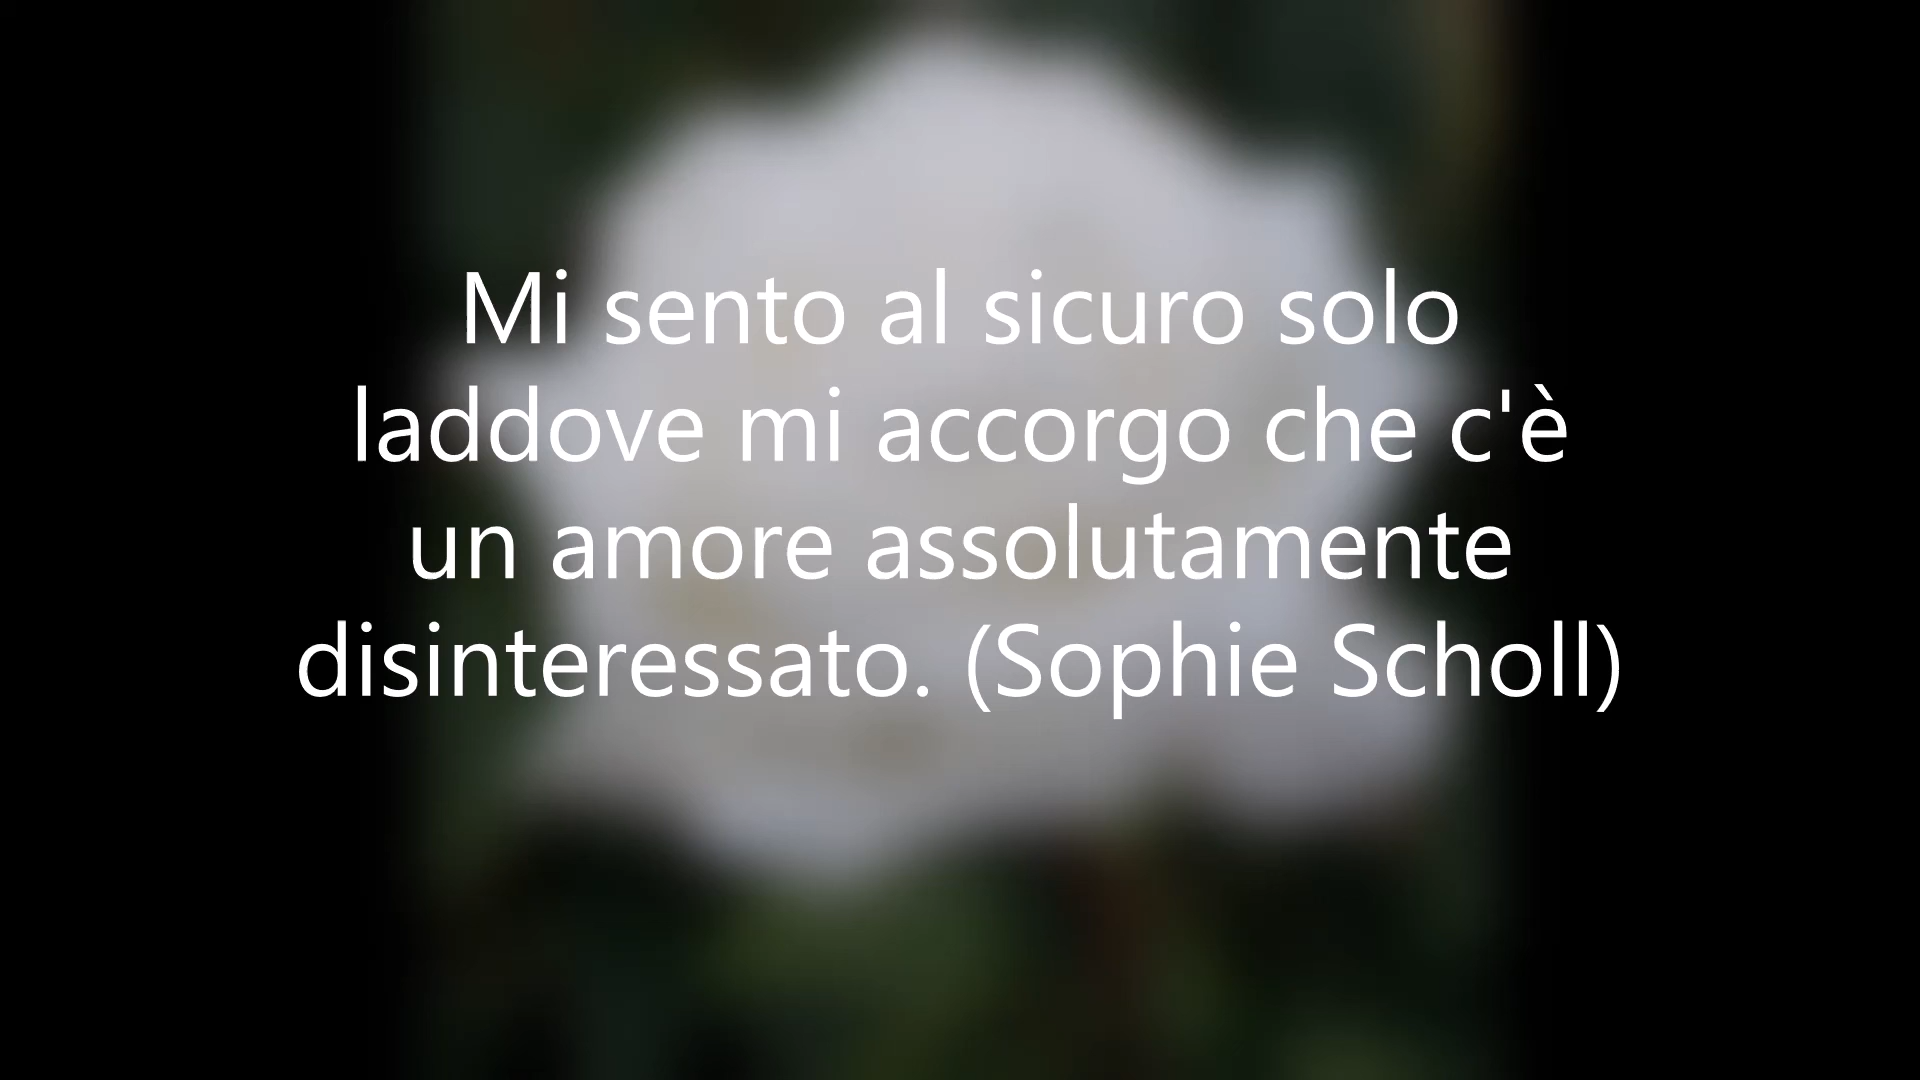 Mi sento al sicuro solo
laddove mi accorgo che c'è
un amore assolutamente
disinteressato. (Sophie Scholl)